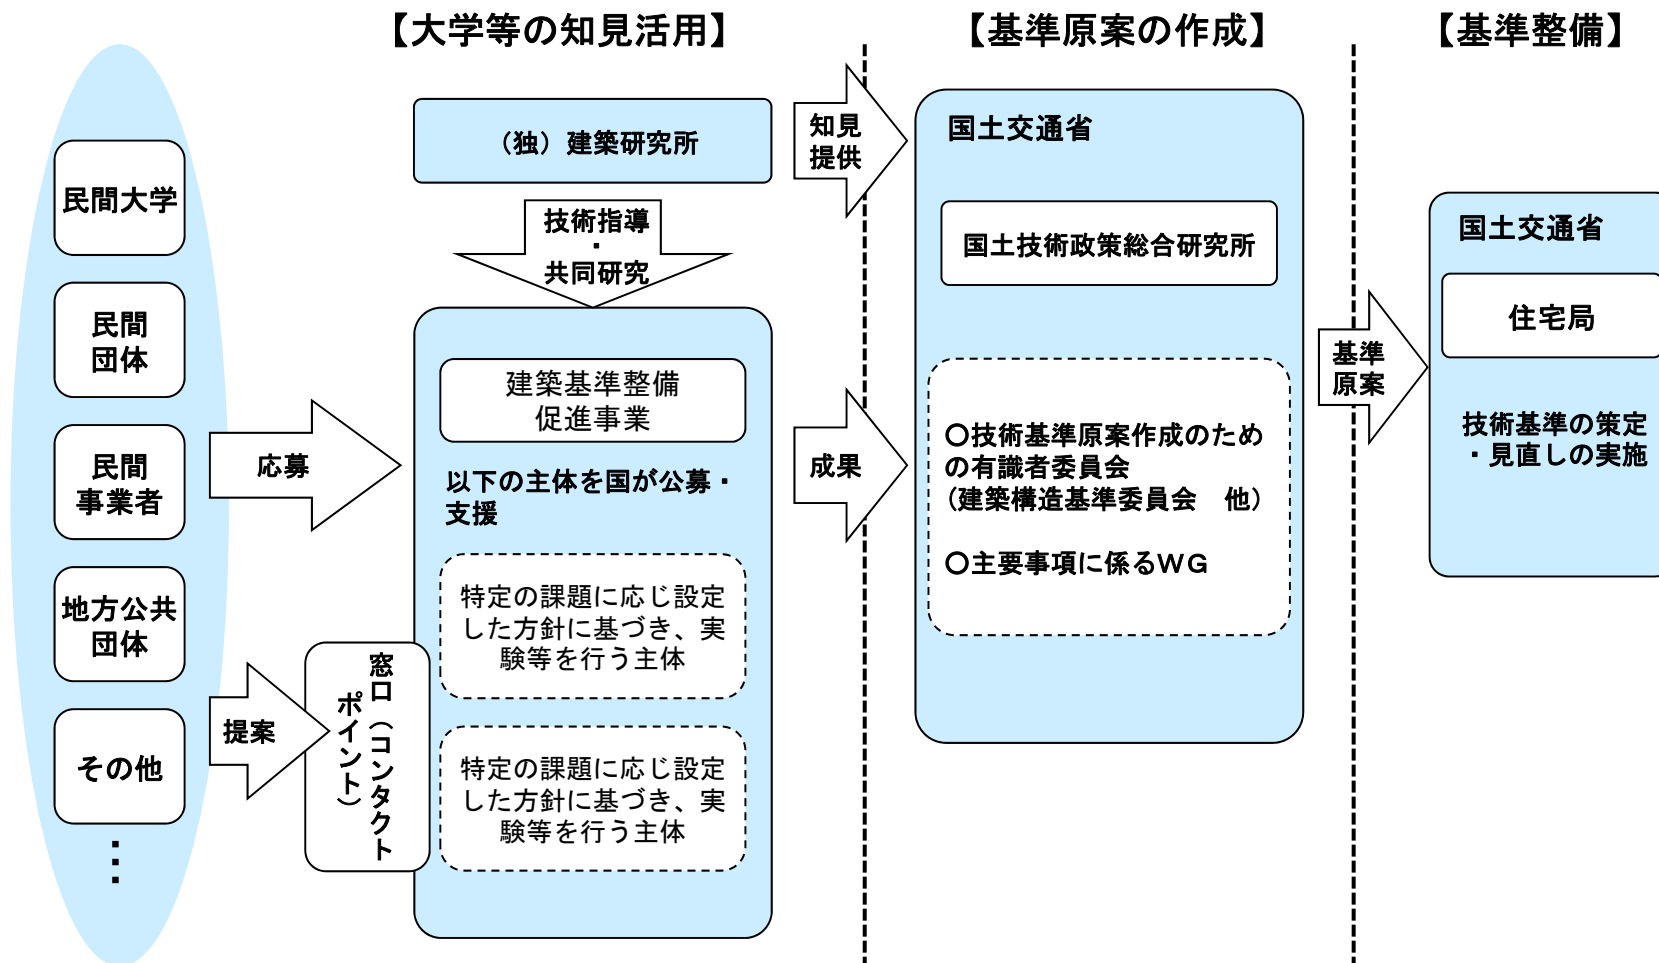 【大学等の知見活用】
【基準原案の作成】
【基準整備】
民間大学
民間
団体
民間
事業者
地方公共
団体
その他
⋮
応募
提案
窓口（コンタクト
ポイント）
（独）建築研究所
技術指導
・
共同研究
建築基準整備
促進事業
以下の主体を国が公募・
支援
特定の課題に応じ設定
した方針に基づき、実
験等を行う主体
特定の課題に応じ設定
した方針に基づき、実
験等を行う主体
知見
提供
成果
国土交通省
国土技術政策総合研究所
○技術基準原案作成のため
の有識者委員会
（建築構造基準委員会　他）
○主要事項に係るＷＧ
基準
原案
国土交通省
住宅局
技術基準の策定
・見直しの実施